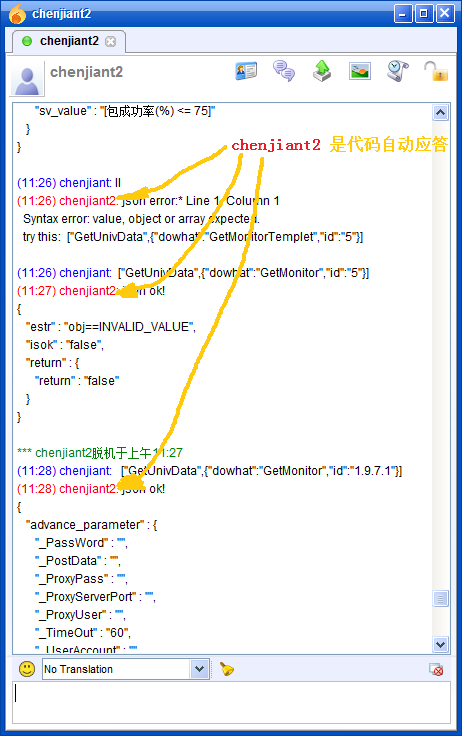 chenjiant2
chenjiant2
chenjiant2
"sv_value" : "[包成功率(%) <= 75]"
}
}
chenjiant2 是代码自动应答
(11:26) chenjiant: ll
(11:26) chenjiant2: json error:* Line 1, Column 1
Syntax error: value, object or array expected.
try this: ["GetUnivData",{"dowhat":"GetMonitorTemplet","id":"5"}]
(11:26) chenjiant: ["GetUnivData",{"dowhat":"GetMonitor","id":"5"}]
(11:27) chenjiant2: json ok!
{
"estr" : "obj==INVALID_VALUE",
"isok" : "false",
"return" : {
"return" : "false"
}
}
*** chenjiant2脱机于上午11:27
(11:28) chenjiant: ["GetUnivData",{"dowhat":"GetMonitor","id":"1.9.7.1"}]
(11:28) chenjiant2: json ok!
{
"advance_parameter" : {
"_PassWord" : "",
"_PostData" : "",
"_ProxyPass" : "",
"_ProxyServerPort" : "",
"_ProxyUser" : "",
"_TimeOut" : "60",
"_UserAccount" : ""
No Translation